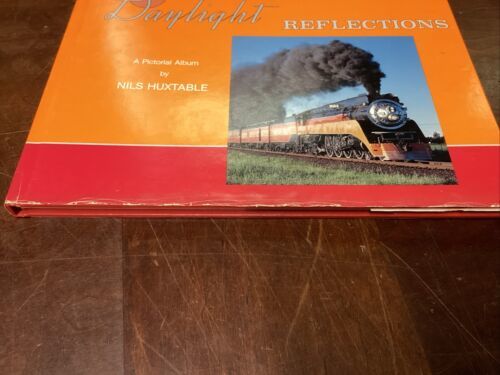 Daylight REFLECTIONS
A Pictorial Album
by
NILS HUXTABLE